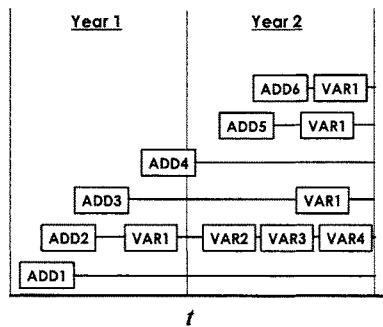 Year 1 Year 2
ADD6 VAR1
ADD5 VAR1
ADD4
ADD3 VAR1
ADD2 VAR1 VAR2 VAR3 VAR4
ADD1
t